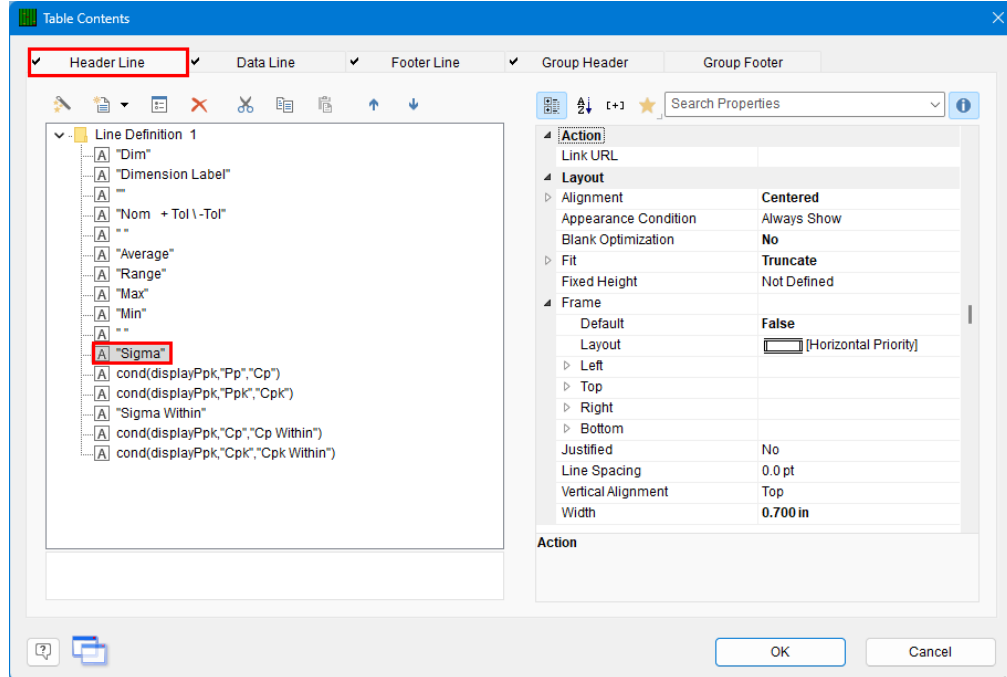 Table Contents
Header Line Data Line Footer Line Group Header Group Footer
Search Properties
Line Definition 1
A "Dim"
A "Dimension Label"
A ""
A "Nom + Tol \ -Tol"
A " "
A "Average"
A "Range"
A "Max"
A "Min"
A " "
A "Sigma"
A cond(displayPpk,"Pp","Cp")
A cond(displayPpk,"Ppk","Cpk")
A "Sigma Within"
A cond(displayPpk,"Cp","Cp Within")
A cond(displayPpk,"Cpk","Cpk Within")
Action
Link URL
Layout
Alignment Centered
Appearance Condition Always Show
Blank Optimization No
Fit Truncate
Fixed Height Not Defined
Frame
Default False
Layout [Horizontal Priority]
Left
Top
Right
Bottom
Justified No
Line Spacing 0.0 pt
Vertical Alignment Top
Width 0.700 in
Action
OK Cancel